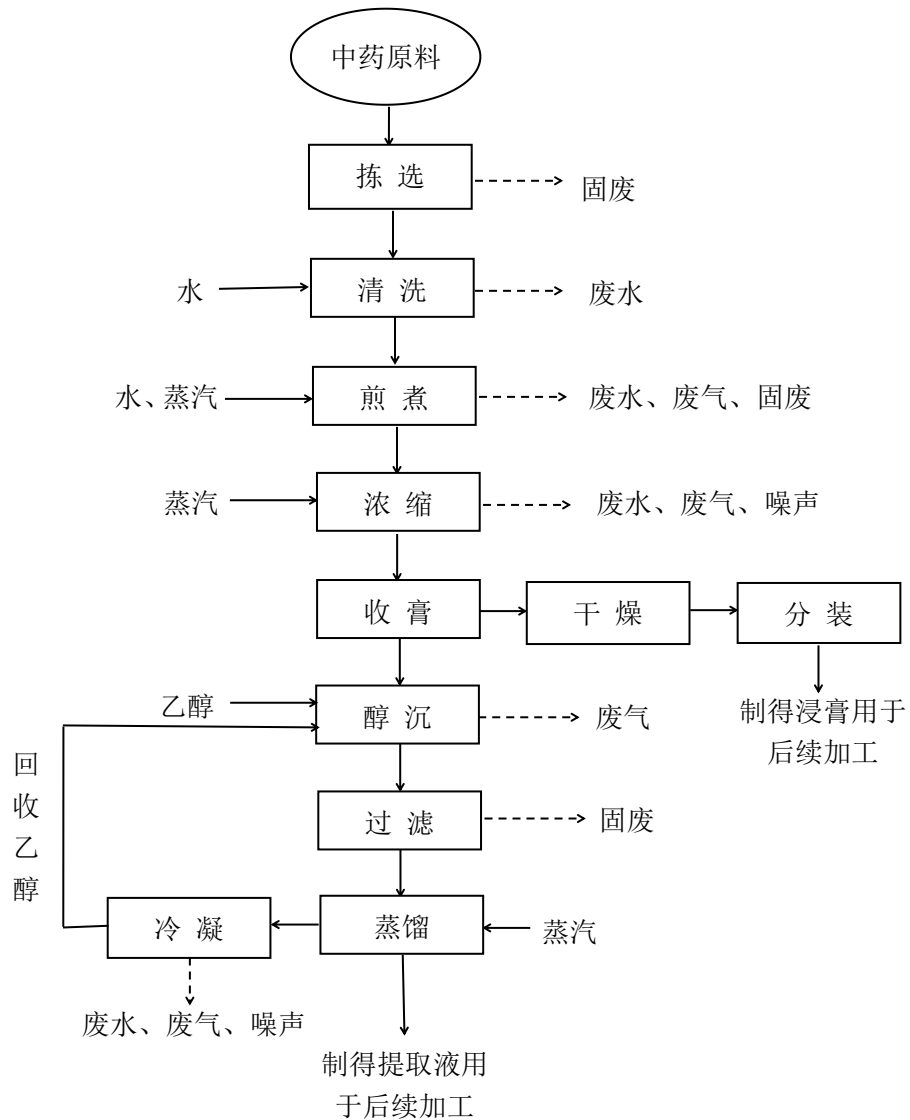 中药原料
拣 选
固废
水
清 洗
废水
水、蒸汽
煎 煮
废水、废气、固废
蒸汽
浓 缩
废水、废气、噪声
收 膏
干 燥
分 装
制得浸膏用于
后续加工
乙醇
醇 沉
废气
回
收
乙
醇
过 滤
固废
冷 凝
蒸馏
蒸汽
废水、废气、噪声
制得提取液用
于后续加工